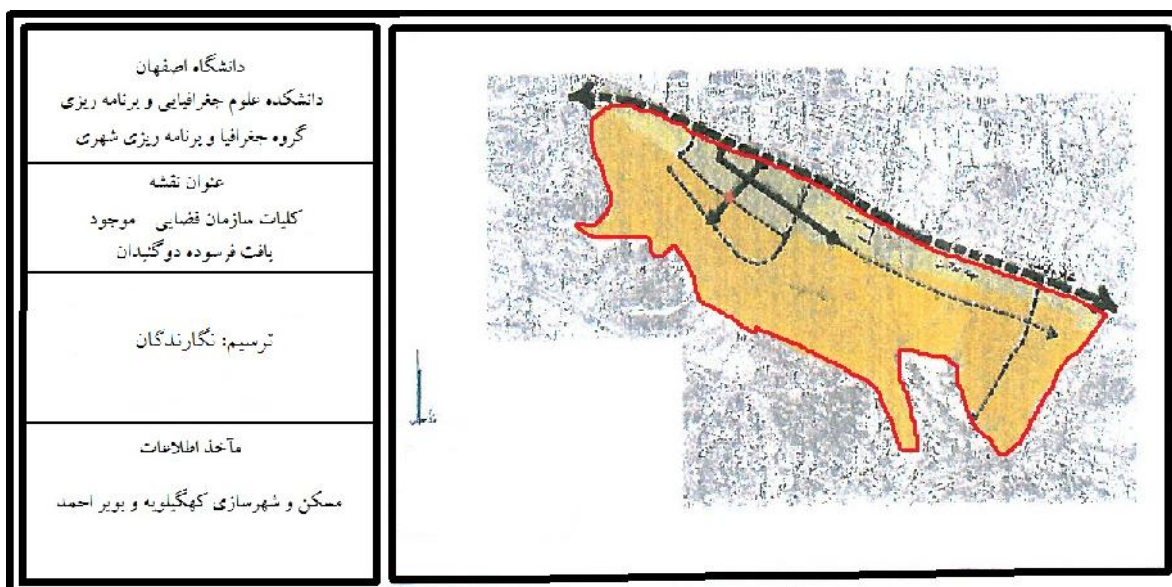 دانشگاه اصفهان
دانشکده علوم جغرافیایی و برنامه ریزی
گروه جغرافیا و برنامه ریزی شهری
عنوان نقشه
کلیات سازمان فضایی موجود
بافت فرسوده دوگنبدان
ترسیم: نگارندگان
مآخذ اطلاعات
مسکن و شهرسازی کهگیلویه و بویر احمد